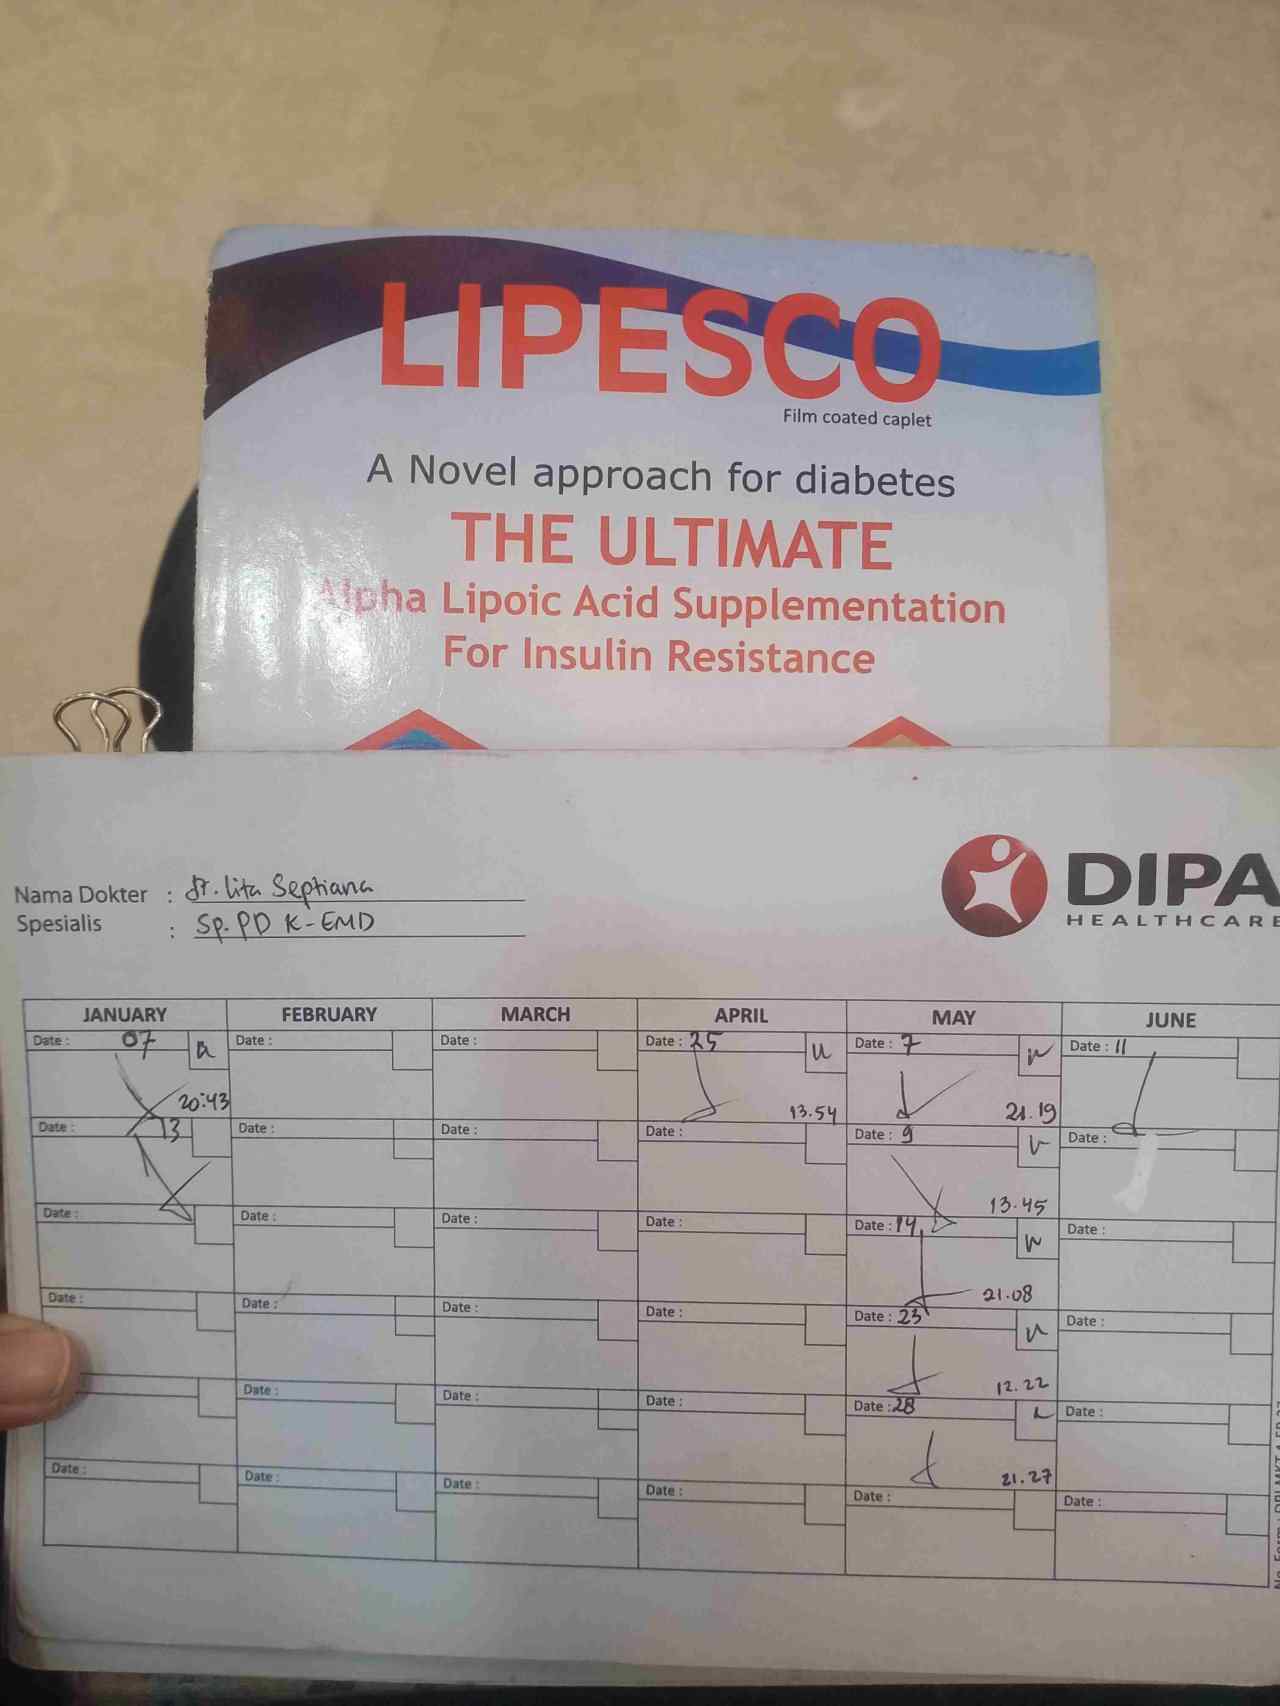 LIPESCO
Film coated caplet
A Novel approach for diabetes
THE ULTIMATE
Alpha Lipoic Acid Supplementation
For Insulin Resistance
DIPA
HEALTHCARE
Nama Dokter : dr. Lita Septiana
Spesialis : Sp. PD K-EMD
JANUARY FEBRUARY MARCH APRIL MAY JUNE
Date : 07 Date : Date : Date : 25 Date : 7 Date : 11
20:43 13.54 21.19
Date : 13 Date : Date : Date : Date : 9 Date :
13.45
Date : Date : Date : Date : Date : 14 Date :
21.08
Date : Date : Date : Date : Date : 23 Date :
12.22
Date : Date : Date : Date : 28 Date :
21.27
Date : Date : Date : Date : Date : Date :